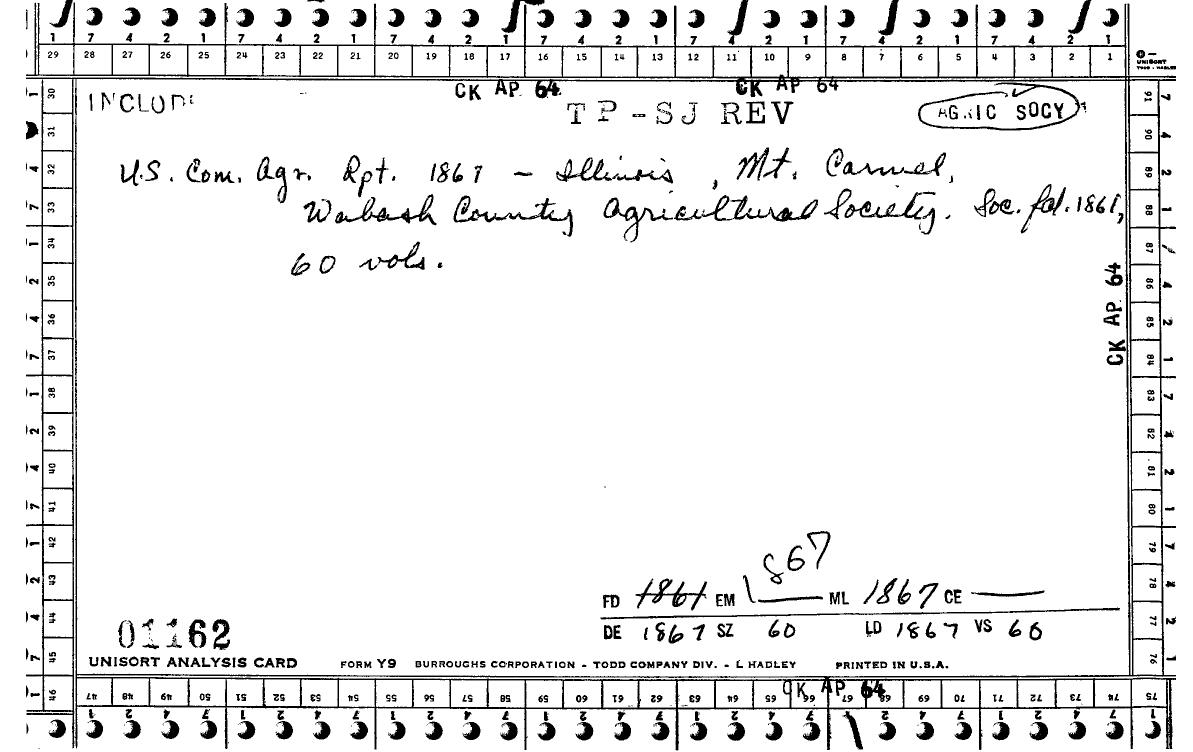 7 4 2 1 7 4 2 1 7 4 2 1 7 4 2 1 7 4 2 1 7 4 2 1 7 4 2 1
29 28 27 26 25 24 23 22 21 20 19 18 17 16 15 14 13 12 11 10 9 8 7 6 5 4 3 2 1
UNISORT
TODD - HADLEY
CK AP 64 CK AP 64
INCLUD
TP-SJ REV
AGRIC SOCY
U.S. Com. Agr. Rpt. 1867 – Illinois, Mt. Carmel,
Wabash County Agricultural Society. Soc. fd. 1861,
60 vols.
CK AP 64
30 31 32 33 34 35 36 37 38 39 40 41 42 43 44 45 46
91 90 89 88 87 86 85 84 83 82 81 80 79 78 77 76 75
1867
FD 1861 EM ML 1867 CE —
DE 1867 SZ 60 LD 1867 VS 60
01162
UNISORT ANALYSIS CARD FORM Y9 BURROUGHS CORPORATION - TODD COMPANY DIV. - L HADLEY PRINTED IN U.S.A.
CK AP 64
47 48 49 50 51 52 53 54 55 56 57 58 59 60 61 62 63 64 65 66 67 68 69 70 71 72 73 74